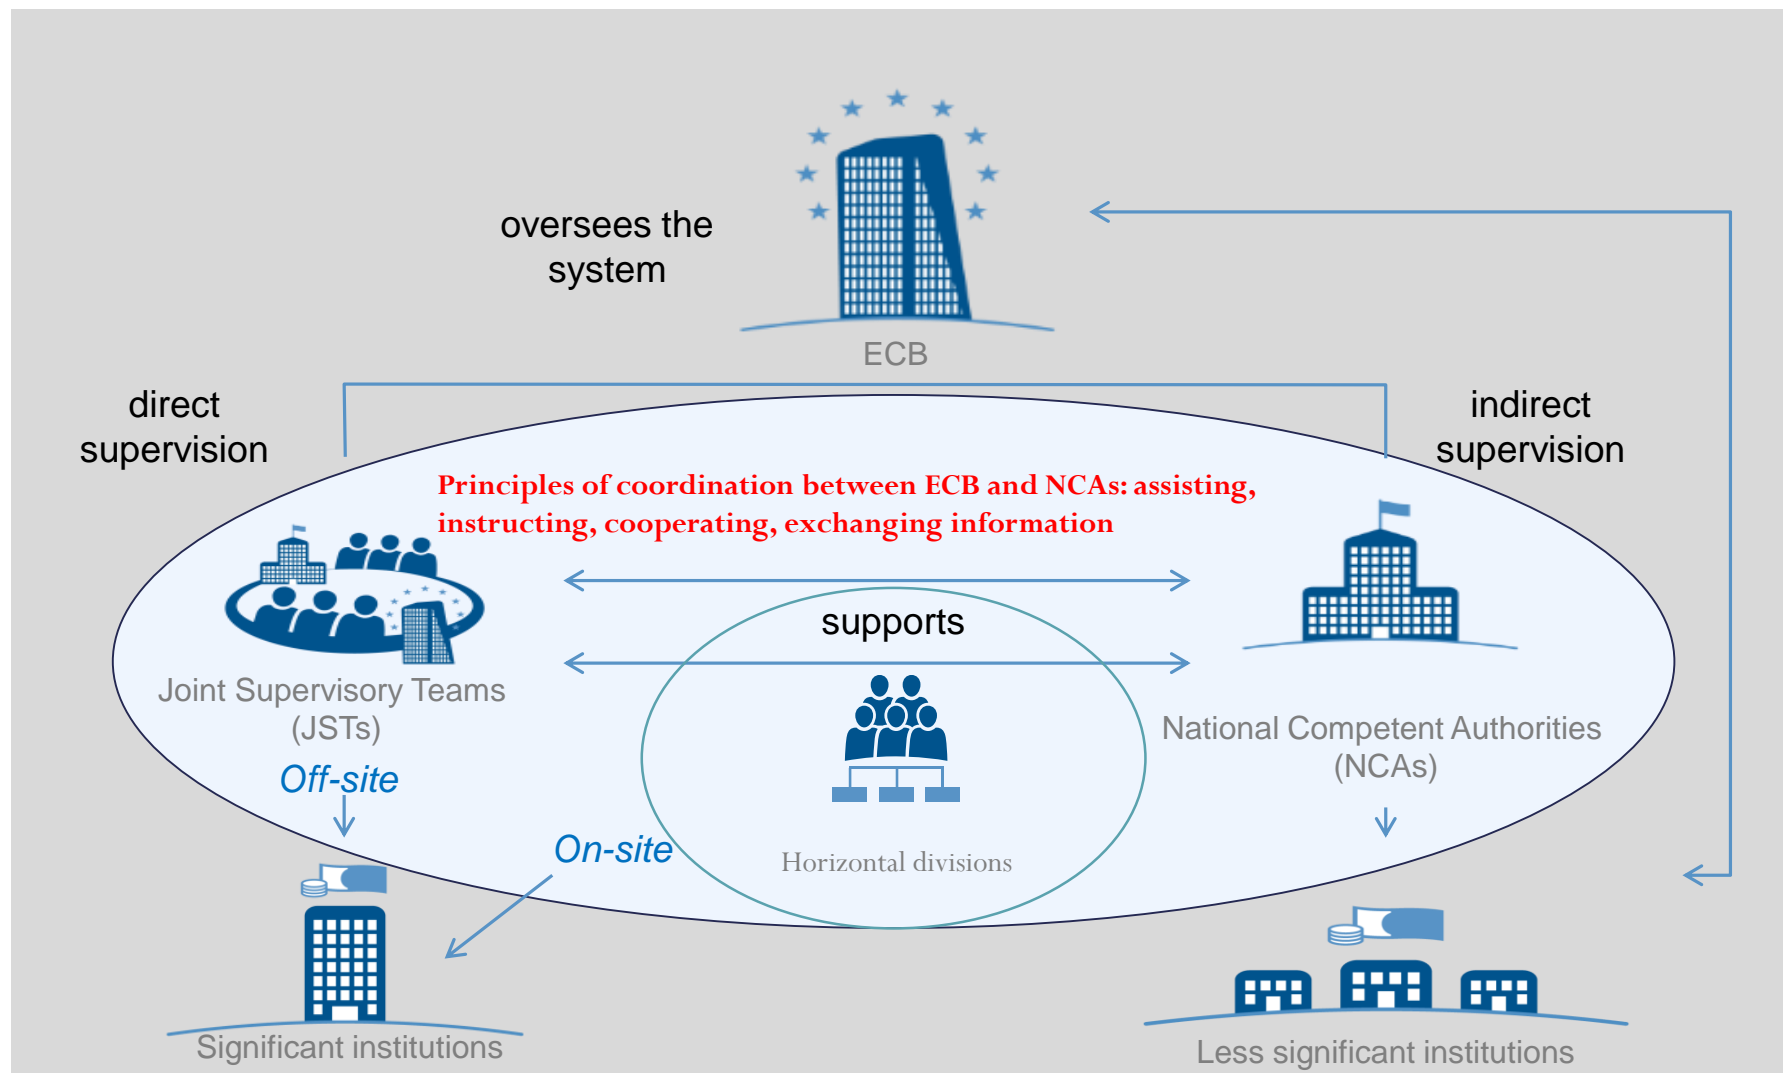 oversees the
system
ECB
direct
supervision
indirect
supervision
Principles of coordination between ECB and NCAs: assisting,
instructing, cooperating, exchanging information
supports
Joint Supervisory Teams
(JSTs)
National Competent Authorities
(NCAs)
Off-site
On-site
Horizontal divisions
Significant institutions
Less significant institutions